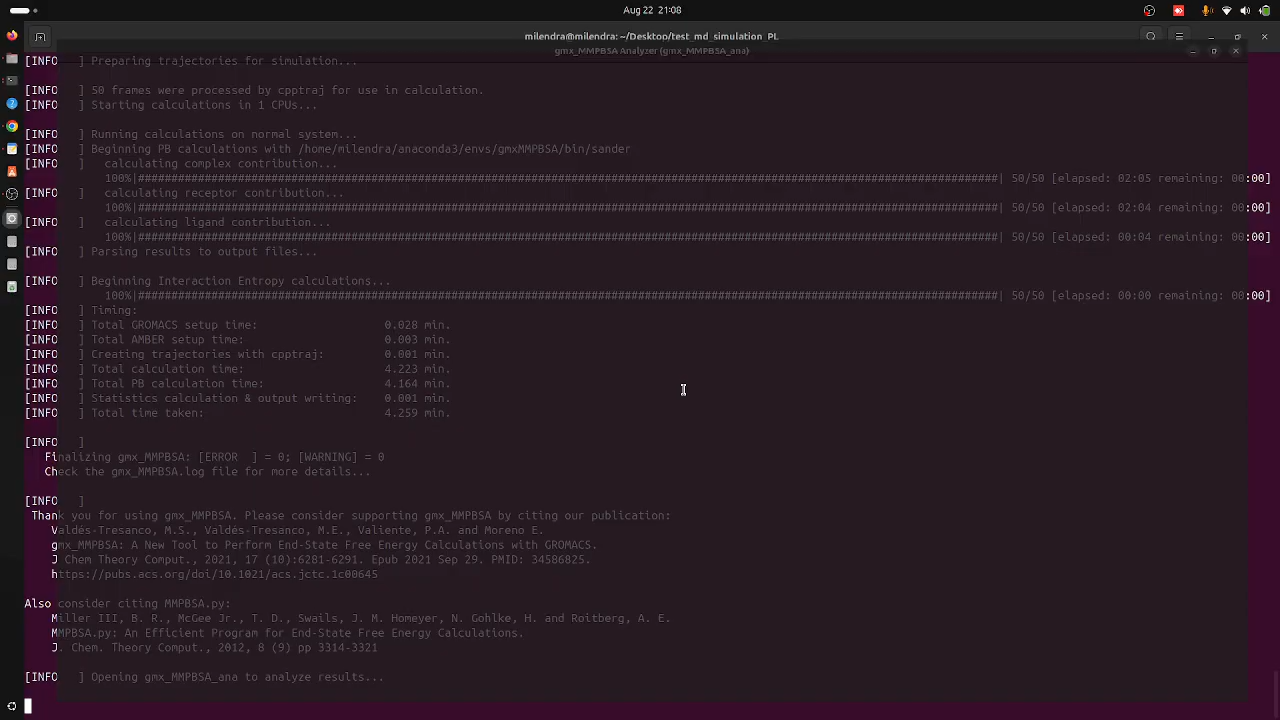 Aug 22 21:08
milendra@milendra: ~/Desktop/test_md_simulation_PL
gmx_MMPBSA Analyzer (gmx_MMPBSA_ana)
[INFO   ] Preparing trajectories for simulation...
[INFO   ] 50 frames were processed by cpptraj for use in calculation.
[INFO   ] Starting calculations in 1 CPUs...
[INFO   ] Running calculations on normal system...
[INFO   ] Beginning PB calculations with /home/milendra/anaconda3/envs/gmxMMPBSA/bin/sander
[INFO   ]   calculating complex contribution...
100%|##################################################################################################################################| 50/50 [elapsed: 02:05 remaining: 00:00]
[INFO   ]   calculating receptor contribution...
100%|##################################################################################################################################| 50/50 [elapsed: 02:04 remaining: 00:00]
[INFO   ]   calculating ligand contribution...
100%|##################################################################################################################################| 50/50 [elapsed: 00:04 remaining: 00:00]
[INFO   ] Parsing results to output files...
[INFO   ] Beginning Interaction Entropy calculations...
100%|##################################################################################################################################| 50/50 [elapsed: 00:00 remaining: 00:00]
[INFO   ] Timing:
[INFO   ] Total GROMACS setup time: 0.028 min.
[INFO   ] Total AMBER setup time: 0.003 min.
[INFO   ] Creating trajectories with cpptraj: 0.001 min.
[INFO   ] Total calculation time: 4.223 min.
[INFO   ] Total PB calculation time: 4.164 min.
[INFO   ] Statistics calculation & output writing: 0.001 min.
[INFO   ] Total time taken: 4.259 min.
[INFO   ]
Finalizing gmx_MMPBSA: [ERROR  ] = 0; [WARNING] = 0
Check the gmx_MMPBSA.log file for more details...
[INFO   ]
Thank you for using gmx_MMPBSA. Please consider supporting gmx_MMPBSA by citing our publication:
Valdés-Tresanco, M.S., Valdés-Tresanco, M.E., Valiente, P.A. and Moreno E.
gmx_MMPBSA: A New Tool to Perform End-State Free Energy Calculations with GROMACS.
J Chem Theory Comput., 2021, 17 (10):6281-6291. Epub 2021 Sep 29. PMID: 34586825.
https://pubs.acs.org/doi/10.1021/acs.jctc.1c00645
Also consider citing MMPBSA.py:
Miller III, B. R., McGee Jr., T. D., Swails, J. M. Homeyer, N. Gohlke, H. and Roitberg, A. E.
MMPBSA.py: An Efficient Program for End-State Free Energy Calculations.
J. Chem. Theory Comput., 2012, 8 (9) pp 3314-3321
[INFO   ] Opening gmx_MMPBSA_ana to analyze results...